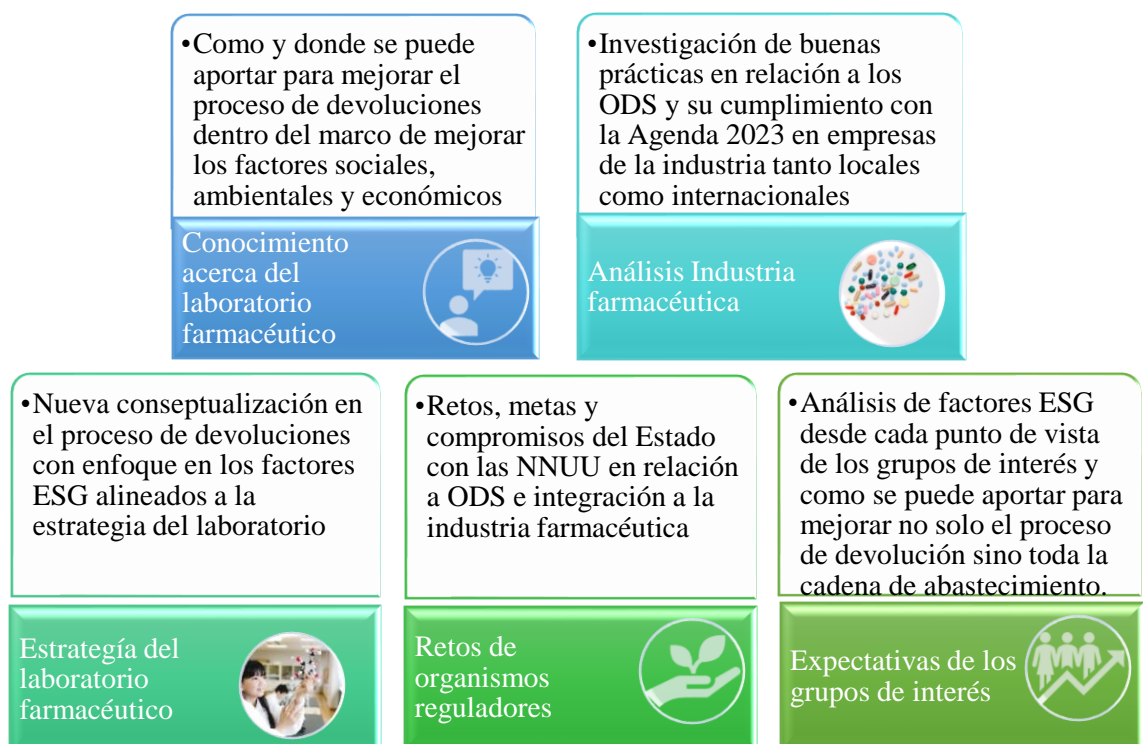 •Como y donde se puede
aportar para mejorar el
proceso de devoluciones
dentro del marco de mejorar
los factores sociales,
ambientales y económicos
Conocimiento
acerca del
laboratorio
farmacéutico
•Investigación de buenas
prácticas en relación a los
ODS y su cumplimiento con
la Agenda 2023 en empresas
de la industria tanto locales
como internacionales
Análisis Industria
farmacéutica
•Nueva conseptualización en
el proceso de devoluciones
con enfoque en los factores
ESG alineados a la
estrategia del laboratorio
Estrategía del
laboratorio
farmacéutico
•Retos, metas y
compromisos del Estado
con las NNUU en relación
a ODS e integración a la
industria farmacéutica
Retos de
organismos
reguladores
•Análisis de factores ESG
desde cada punto de vista
de los grupos de interés y
como se puede aportar para
mejorar no solo el proceso
de devolución sino toda la
cadena de abastecimiento.
Expectativas de los
grupos de interés